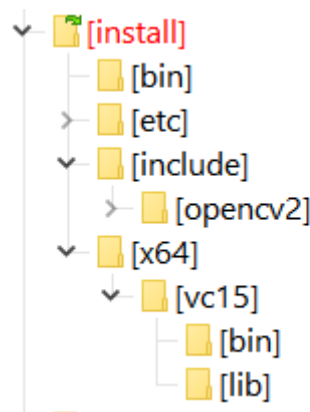 [install]
[bin]
[etc]
[include]
[opencv2]
[x64]
[vc15]
[bin]
[lib]